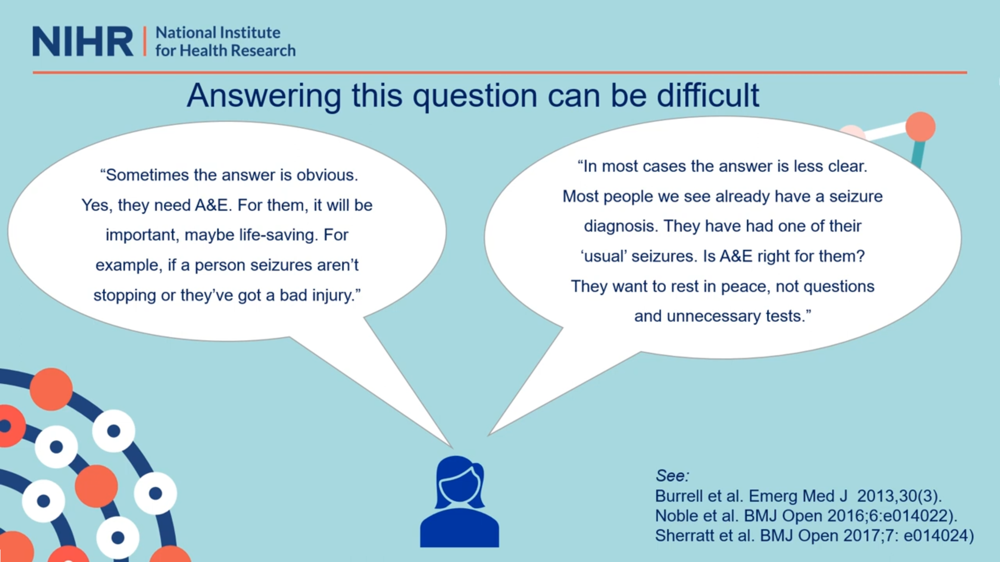 NIHR | National Institute
for Health Research
Answering this question can be difficult
“Sometimes the answer is obvious.
Yes, they need A&E. For them, it will be
important, maybe life-saving. For
example, if a person seizures aren’t
stopping or they’ve got a bad injury.”
“In most cases the answer is less clear.
Most people we see already have a seizure
diagnosis. They have had one of their
‘usual’ seizures. Is A&E right for them?
They want to rest in peace, not questions
and unnecessary tests.”
See:
Burrell et al. Emerg Med J  2013,30(3).
Noble et al. BMJ Open 2016;6:e014022).
Sherratt et al. BMJ Open 2017;7: e014024)